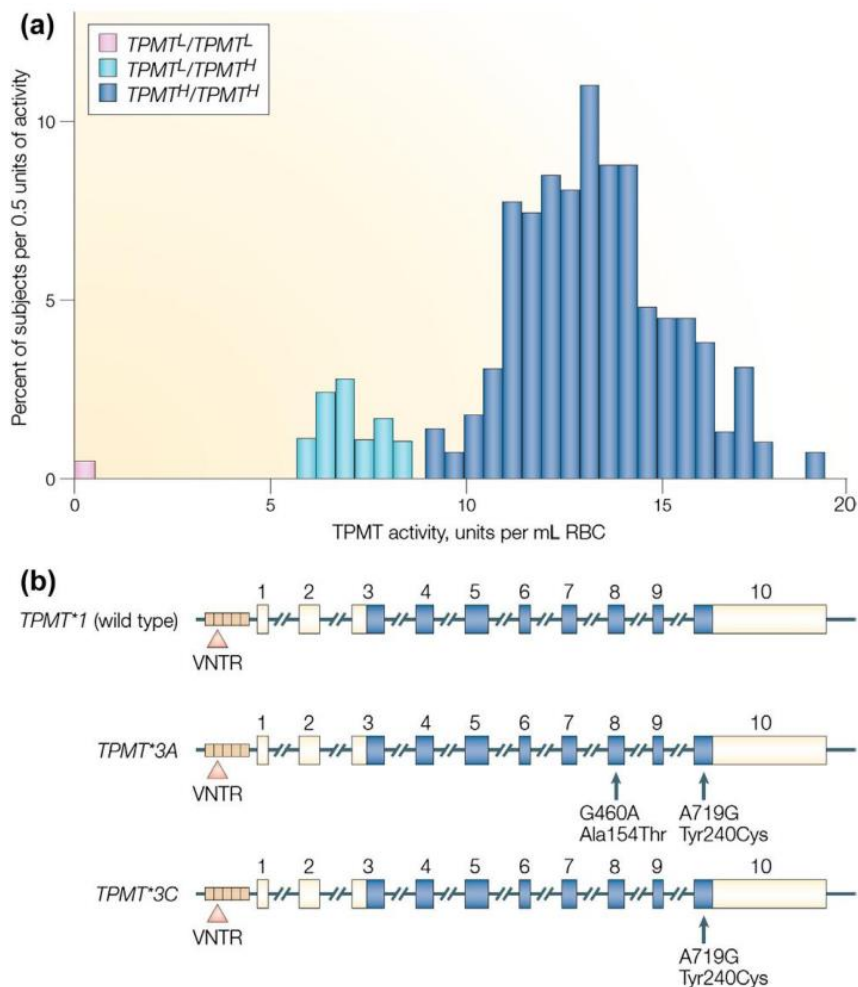 (a)
TPMTᴸ/TPMTᴸ
TPMTᴸ/TPMTᴴ
TPMTᴴ/TPMTᴴ
Percent of subjects per 0.5 units of activity
10
5
0
0 5 10 15 20
TPMT activity, units per mL RBC
(b)
1 2 3 4 5 6 7 8 9 10
TPMT*1 (wild type)
VNTR
1 2 3 4 5 6 7 8 9 10
TPMT*3A
VNTR
G460A A719G
Ala154Thr Tyr240Cys
1 2 3 4 5 6 7 8 9 10
TPMT*3C
VNTR
A719G
Tyr240Cys